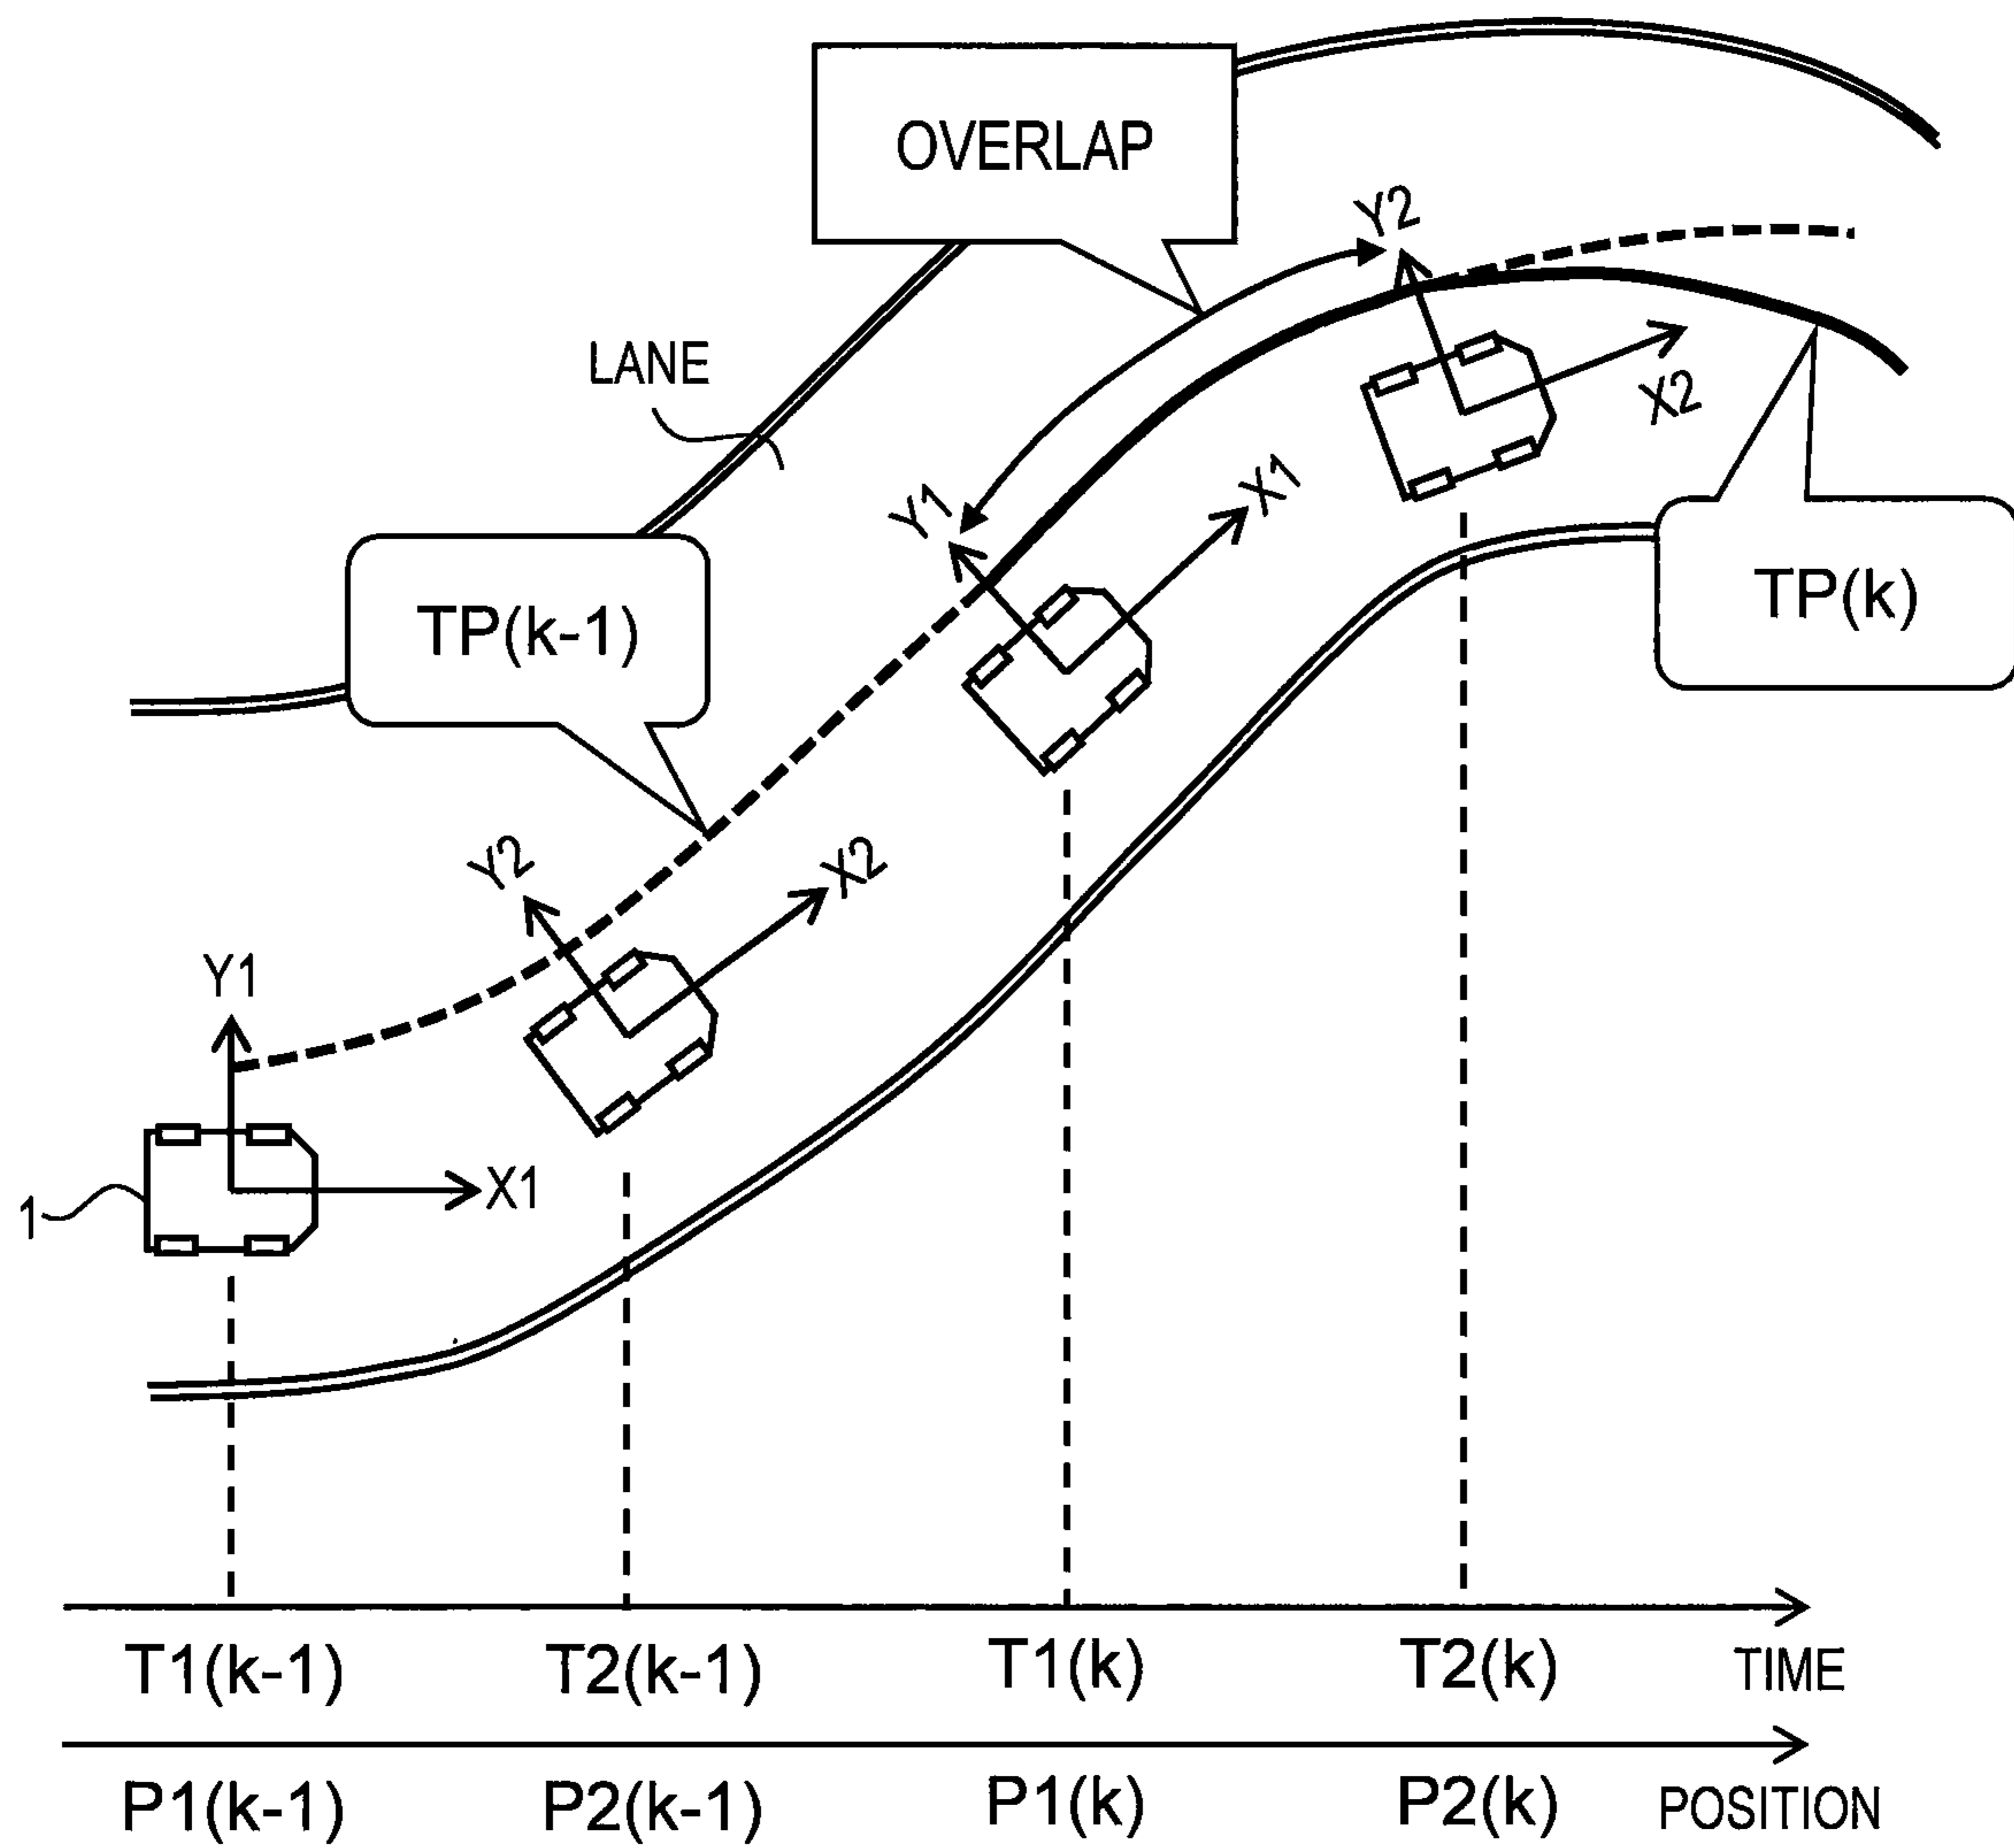 OVERLAP
Y2
LANE
X2
X1
Y1
TP(k-1)
TP(k)
Y2
X2
Y1
X1
1
T1(k-1) T2(k-1) T1(k) T2(k) TIME
P1(k-1) P2(k-1) P1(k) P2(k) POSITION